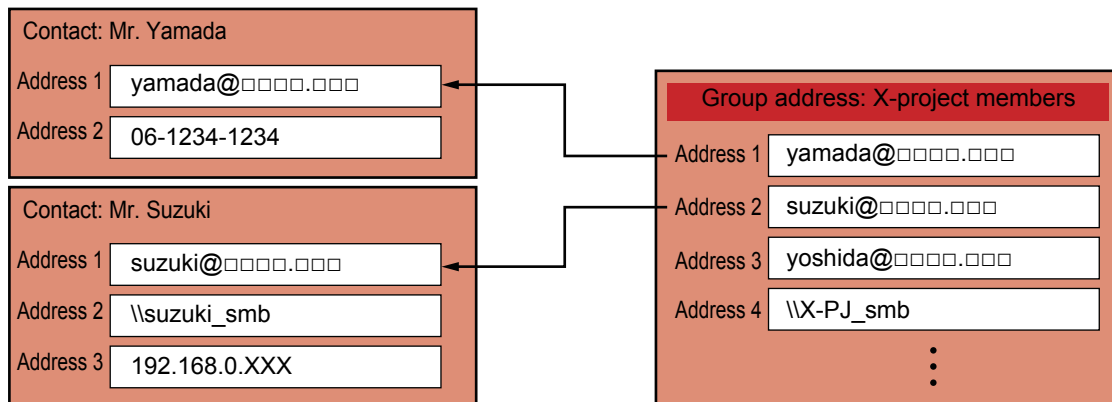 Contact: Mr. Yamada
Address 1 yamada@□□□□.□□□
Address 2 06-1234-1234
Contact: Mr. Suzuki
Address 1 suzuki@□□□□.□□□
Address 2 \\suzuki_smb
Address 3 192.168.0.XXX
Group address: X-project members
Address 1 yamada@□□□□.□□□
Address 2 suzuki@□□□□.□□□
Address 3 yoshida@□□□□.□□□
Address 4 \\X-PJ_smb